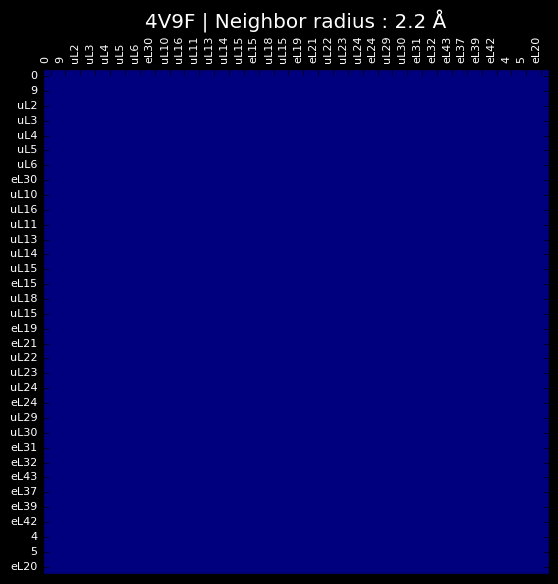 4V9F | Neighbor radius : 2.2 Å
0 9 uL2 uL3 uL4 uL5 uL6 eL30 uL10 uL16 uL11 uL13 uL14 uL15 eL15 uL18 uL15 eL19 eL21 uL22 uL23 uL24 eL24 uL29 uL30 eL31 eL32 eL43 eL37 eL39 eL42 4 5 eL20
0
9
uL2
uL3
uL4
uL5
uL6
eL30
uL10
uL16
uL11
uL13
uL14
uL15
eL15
uL18
uL15
eL19
eL21
uL22
uL23
uL24
eL24
uL29
uL30
eL31
eL32
eL43
eL37
eL39
eL42
4
5
eL20